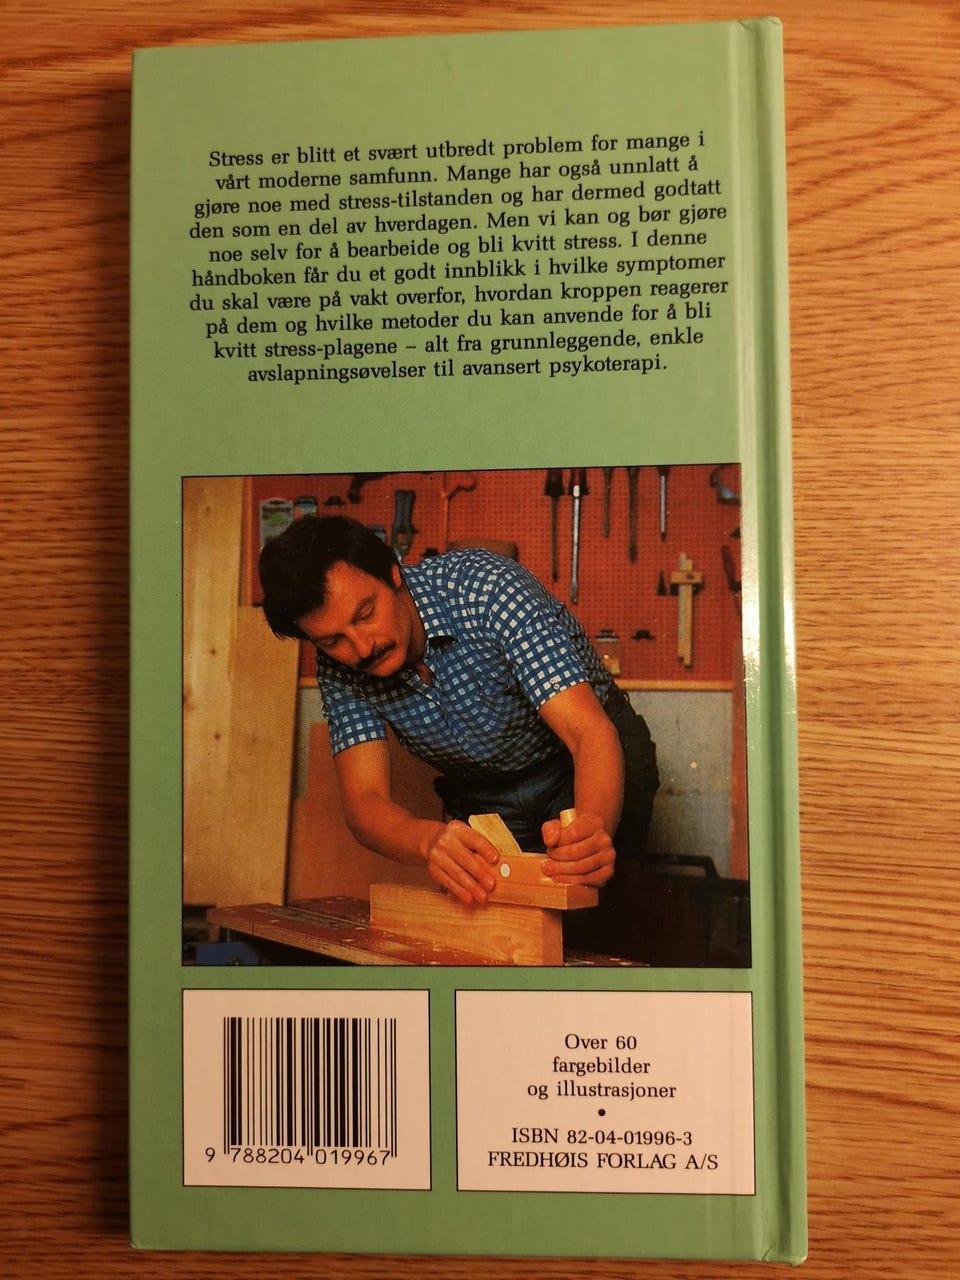 Stress er blitt et svært utbredt problem for mange i
vårt moderne samfunn. Mange har også unnlatt å
gjøre noe med stress-tilstanden og har dermed godtatt
den som en del av hverdagen. Men vi kan og bør gjøre
noe selv for å bearbeide og bli kvitt stress. I denne
håndboken får du et godt innblikk i hvilke symptomer
du skal være på vakt overfor, hvordan kroppen reagerer
på dem og hvilke metoder du kan anvende for å bli
kvitt stress-plagene – alt fra grunnleggende, enkle
avslapningsøvelser til avansert psykoterapi.
9 788204 019967
Over 60
fargebilder
og illustrasjoner
•
ISBN 82-04-01996-3
FREDHØIS FORLAG A/S